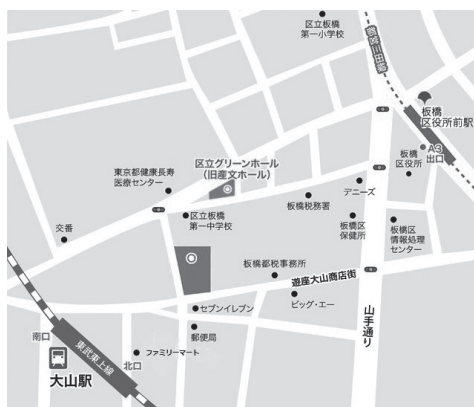 区立板橋
第一小学校
都営三田線
板橋
区役所前駅
A3
出口
板橋
区役所
区立グリーンホール
(旧産文ホール)
東京都健康長寿
医療センター
デニーズ
板橋税務署
区立板橋
第一中学校
板橋区
保健所
板橋区
情報処理
センター
交番
板橋都税事務所
遊座大山商店街
ビッグ・エー
セブンイレブン
山手通り
郵便局
南口
東武東上線
北口
ファミリーマート
大山駅